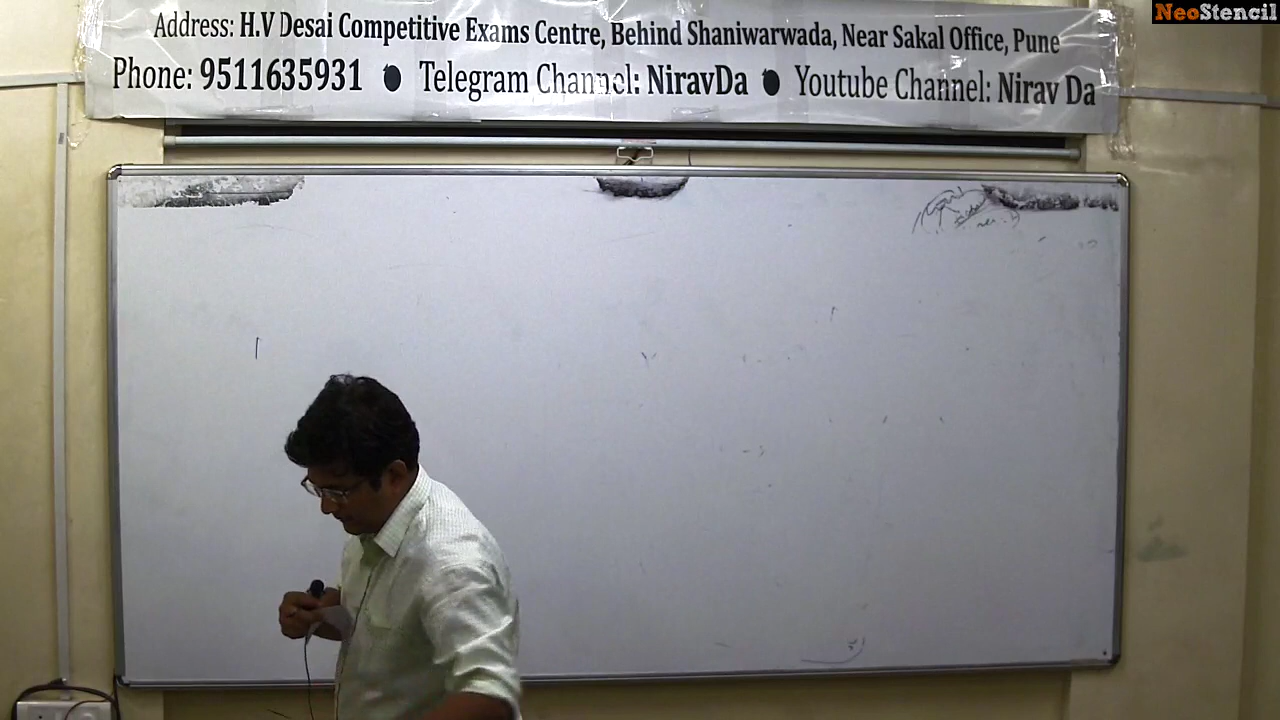 NeoStencil
Address: H.V Desai Competitive Exams Centre, Behind Shaniwarwada, Near Sakal Office, Pune
Phone: 9511635931 ● Telegram Channel: NiravDa ● Youtube Channel: Nirav Da